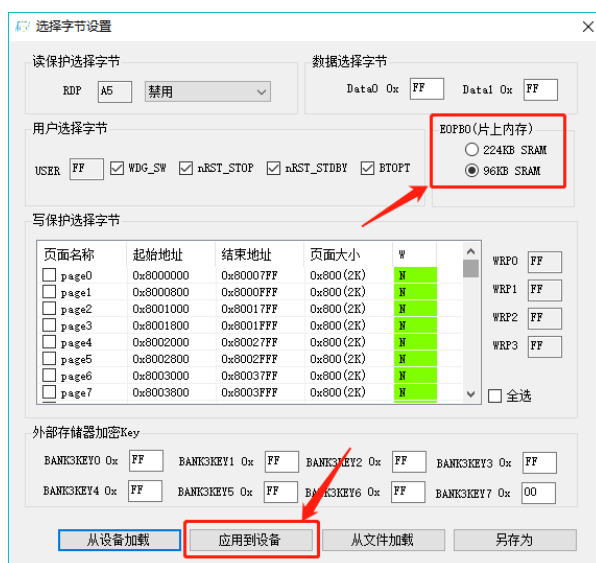 选择字节设置
读保护选择字节
RDP A5 禁用
数据选择字节
Data0 0x FF Data1 0x FF
用户选择字节
USER FF WDG_SW nRST_STOP nRST_STDBY BTOPT
EOPB0(片上内存)
224KB SRAM
96KB SRAM
写保护选择字节
页面名称 起始地址 结束地址 页面大小 W
page0 0x8000000 0x80007FF 0x800(2K) N
page1 0x8000800 0x8000FFF 0x800(2K) N
page2 0x8001000 0x80017FF 0x800(2K) N
page3 0x8001800 0x8001FFF 0x800(2K) N
page4 0x8002000 0x80027FF 0x800(2K) N
page5 0x8002800 0x8002FFF 0x800(2K) N
page6 0x8003000 0x80037FF 0x800(2K) N
page7 0x8003800 0x8003FFF 0x800(2K) N
WRP0 FF
WRP1 FF
WRP2 FF
WRP3 FF
全选
外部存储器加密Key
BANK3KEY0 0x FF BANK3KEY1 0x FF BANK3KEY2 0x FF BANK3KEY3 0x FF
BANK3KEY4 0x FF BANK3KEY5 0x FF BANK3KEY6 0x FF BANK3KEY7 0x 00
从设备加载 应用到设备 从文件加载 另存为